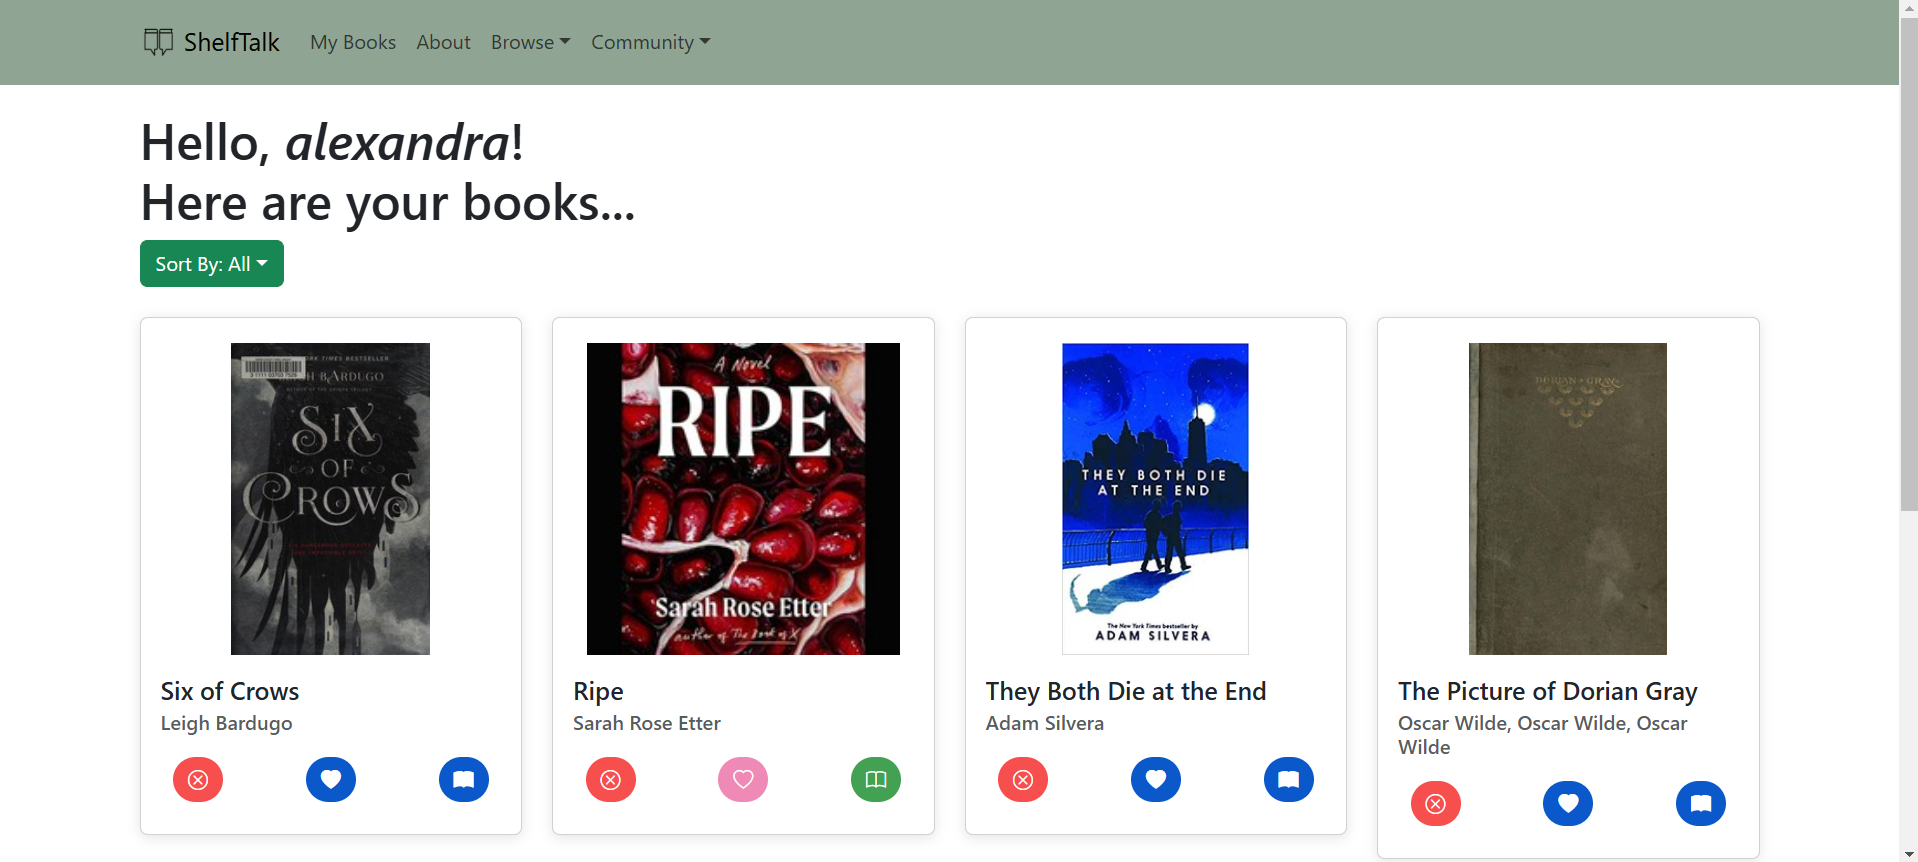 ShelfTalk My Books About Browse Community
Hello, alexandra!
Here are your books...
Sort By: All
NEW YORK TIMES BESTSELLER
BARDUGO
SIX
OF
CROWS
A Novel
RIPE
Sarah Rose Etter
author of The Book of X
THEY BOTH DIE
AT THE END
The New York Times bestseller by
ADAM SILVERA
DORIAN GRAY
Six of Crows
Leigh Bardugo
Ripe
Sarah Rose Etter
They Both Die at the End
Adam Silvera
The Picture of Dorian Gray
Oscar Wilde, Oscar Wilde, Oscar
Wilde